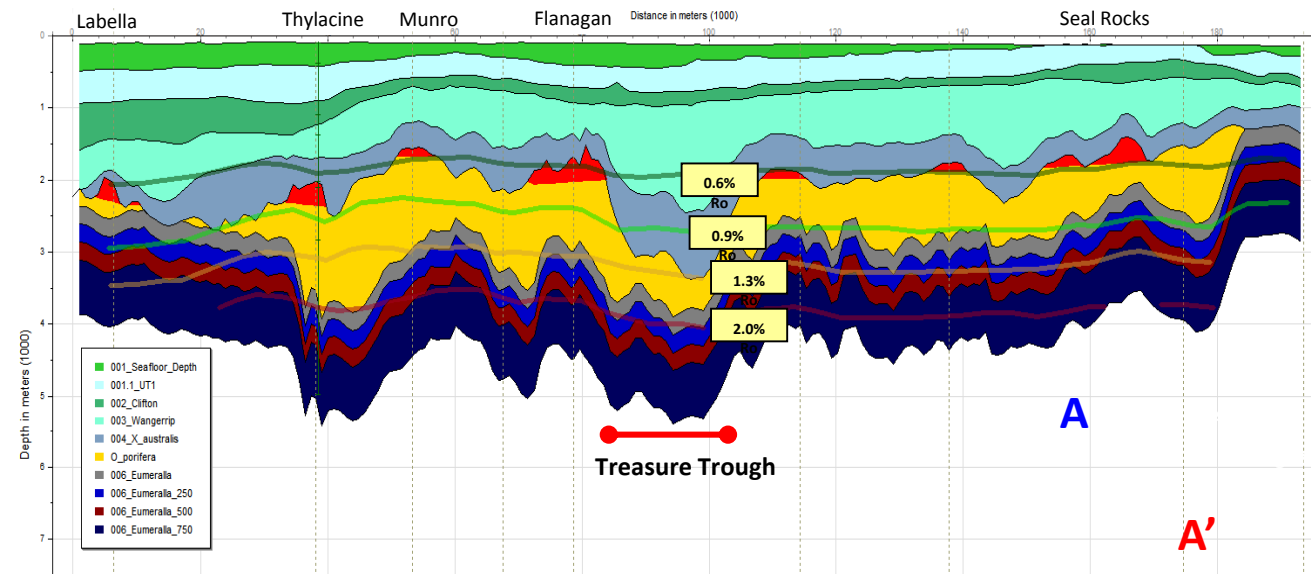 Labella
Thylacine
Munro
Flanagan
Distance in meters (1000)
Seal Rocks
0
20
40
60
80
100
120
140
160
180
Depth in meters (1000)
0
1
2
3
4
5
6
7
0.6%
Ro
0.9%
Ro
1.3%
Ro
2.0%
Ro
001_Seafloor_Depth
001.1_UT1
002_Clifton
003_Wangerrip
004_X_australis
O_porifera
006_Eumeralla
006_Eumeralla_250
006_Eumeralla_500
006_Eumeralla_750
Treasure Trough
A
A'